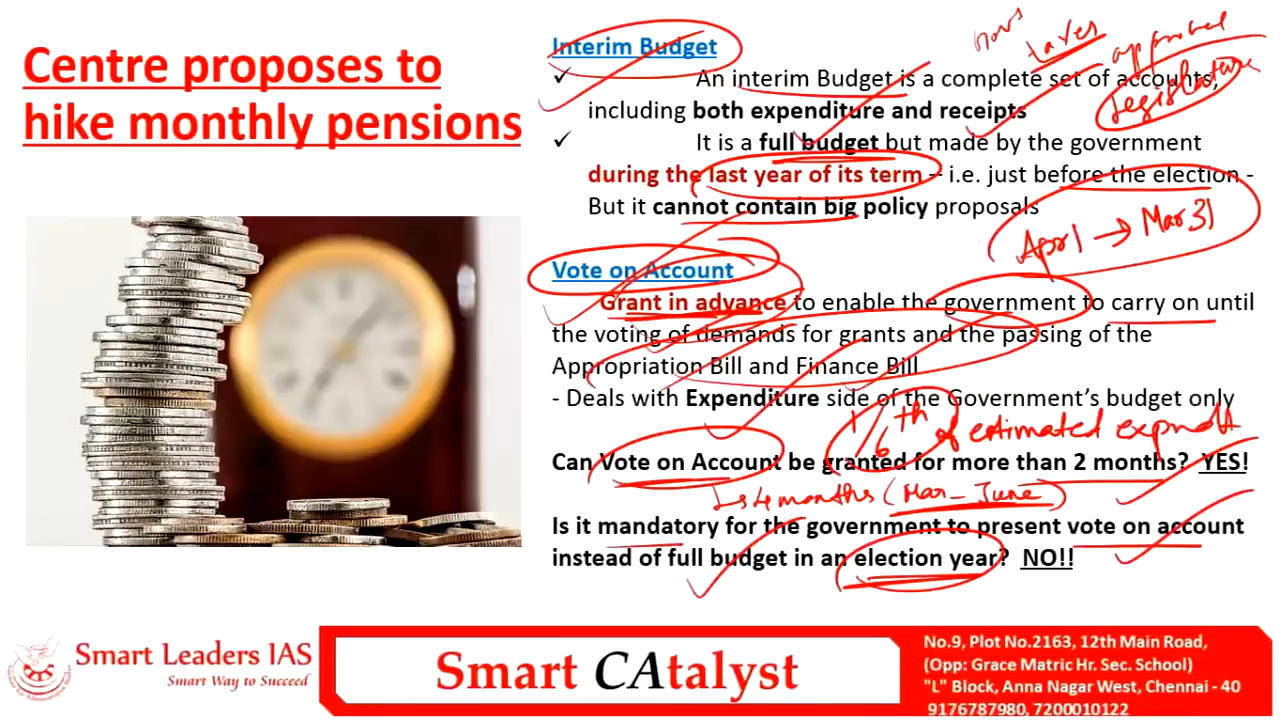 Centre proposes to
hike monthly pensions
Interim Budget
✓ An interim Budget is a complete set of accounts,
including both expenditure and receipts
✓ It is a full budget but made by the government
during the last year of its term – i.e. just before the election -
But it cannot contain big policy proposals
taxes
approval
Legislature
Apr 1 → Mar 31
Vote on Account
Grant in advance to enable the government to carry on until
the voting of demands for grants and the passing of the
Appropriation Bill and Finance Bill
- Deals with Expenditure side of the Government's budget only
1/6th of estimated
Can Vote on Account be granted for more than 2 months? YES!
4 months (Mar – June)
Is it mandatory for the government to present vote on account
instead of full budget in an election year? NO!!
Smart Leaders IAS
Smart Way to Succeed
Smart CAtalyst
No.9, Plot No.2163, 12th Main Road,
(Opp: Grace Matric Hr. Sec. School)
"L" Block, Anna Nagar West, Chennai - 40
9176787980, 7200010122